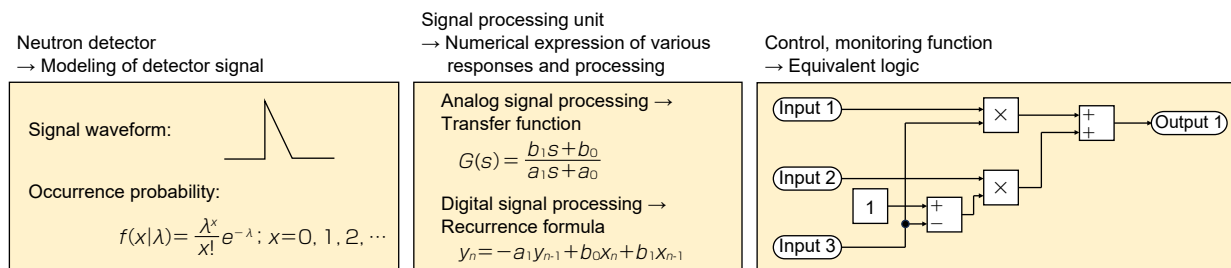 Neutron detector
→ Modeling of detector signal
Signal waveform:
Occurrence probability:
f(x|λ)=λˣ/x! e^−λ; x=0, 1, 2, …
Signal processing unit
→ Numerical expression of various
responses and processing
Analog signal processing →
Transfer function
G(s)=(b₁s+b₀)/(a₁s+a₀)
Digital signal processing →
Recurrence formula
yₙ=−a₁yₙ₋₁+b₀xₙ+b₁xₙ₋₁
Control, monitoring function
→ Equivalent logic
Input 1
×
+
+
Output 1
Input 2
×
1
+
−
Input 3